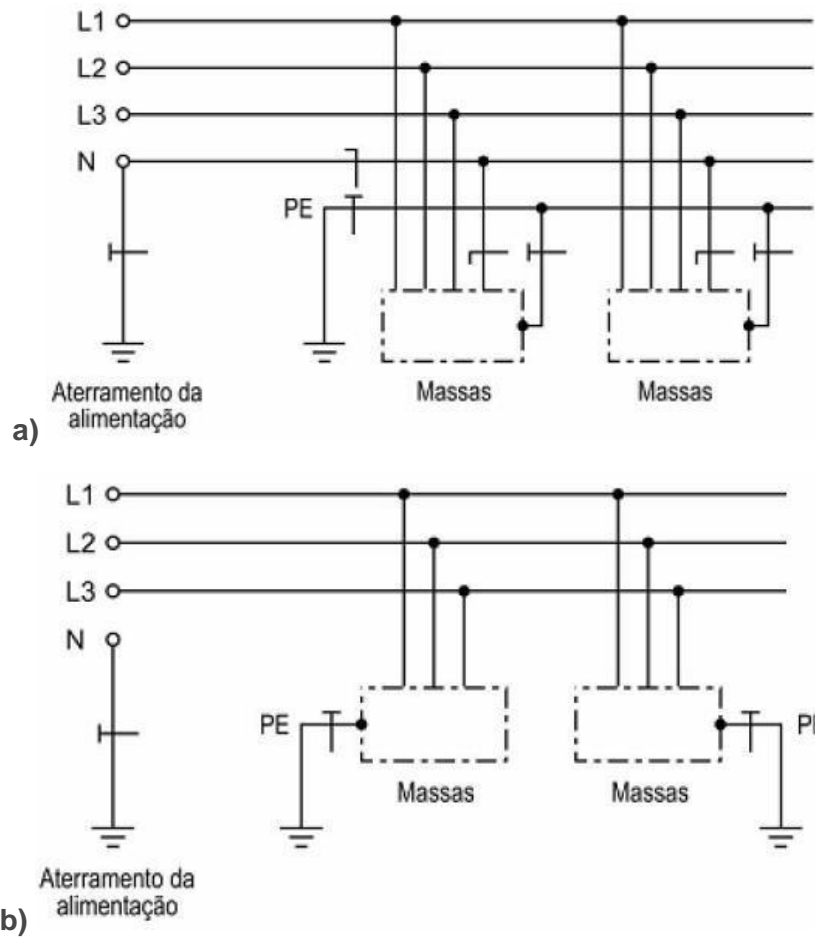 L1
L2
L3
N
PE
Massas
Massas
Aterramento da
alimentação
a)
L1
L2
L3
N
PE
Massas
Massas
Aterramento da
alimentação
b)